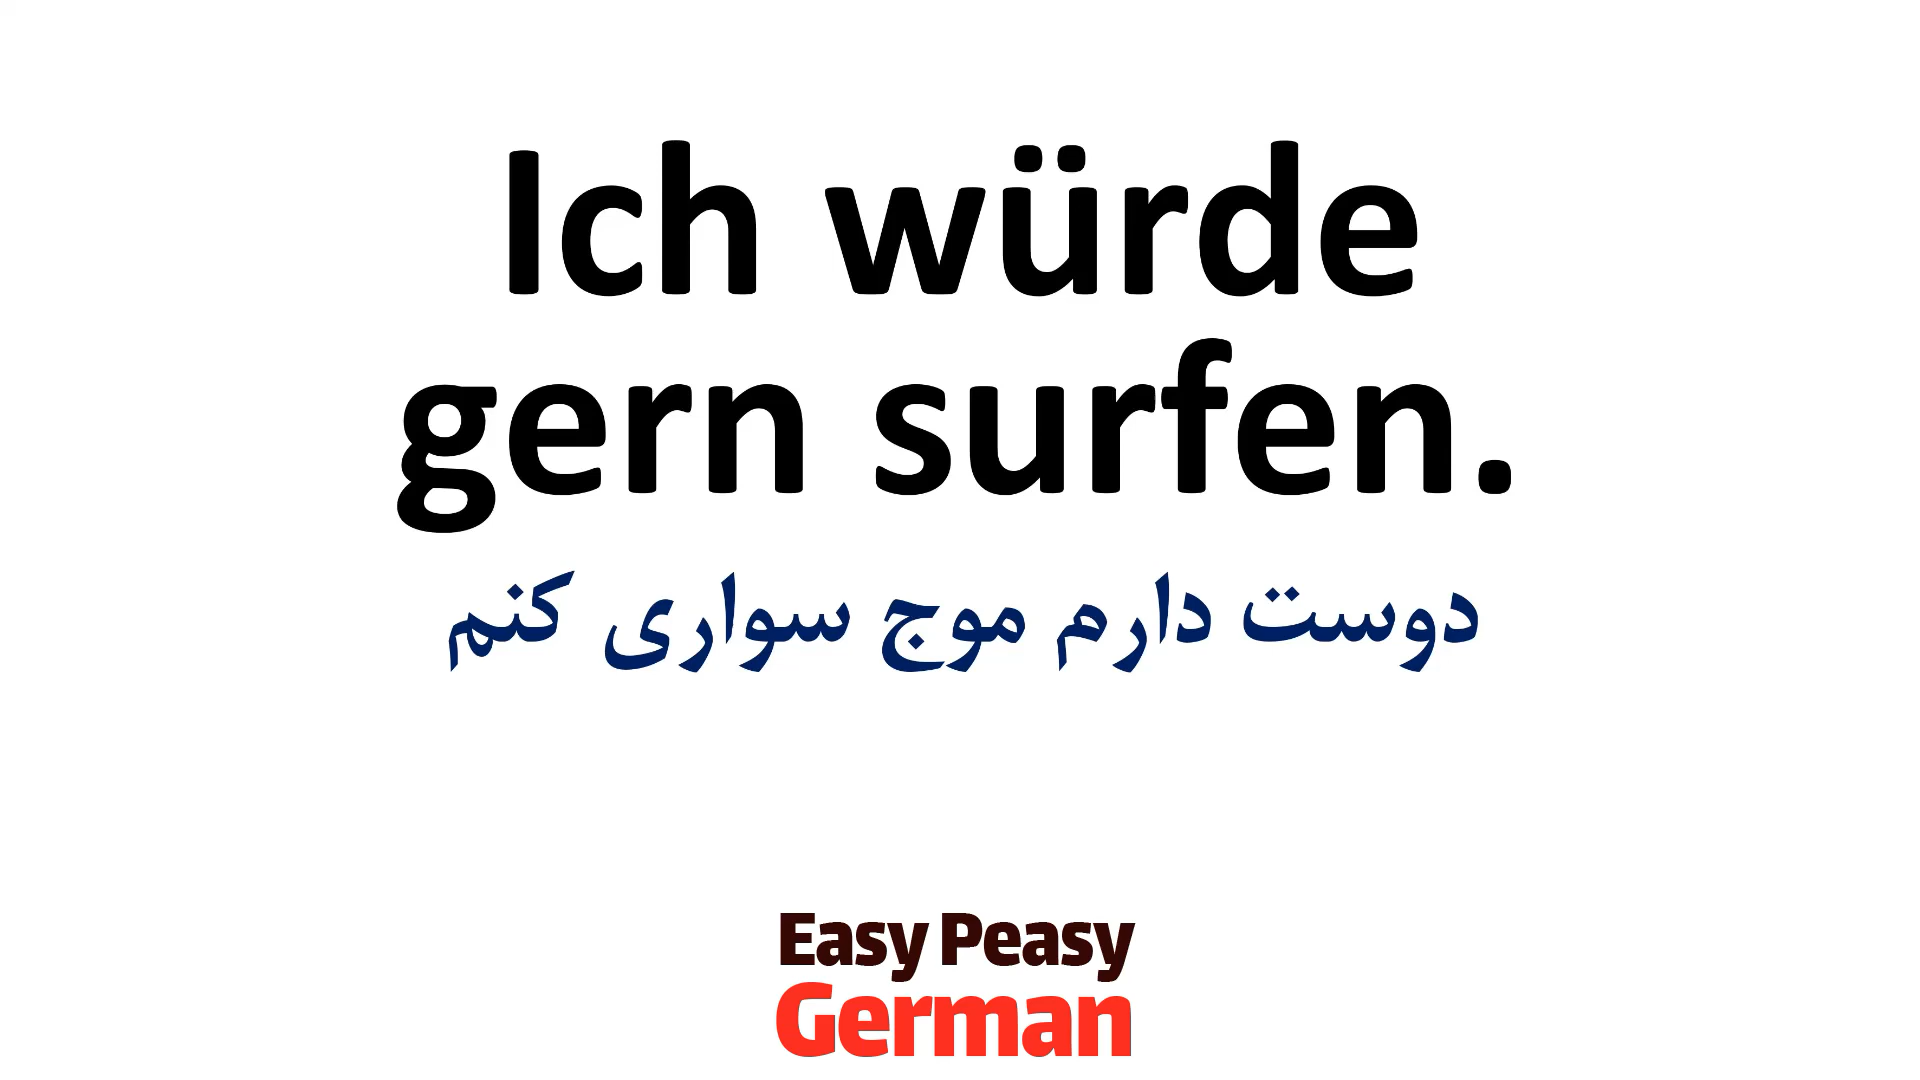 Ich würde
gern surfen.
دوست دارم موج سواری کنم
Easy Peasy
German